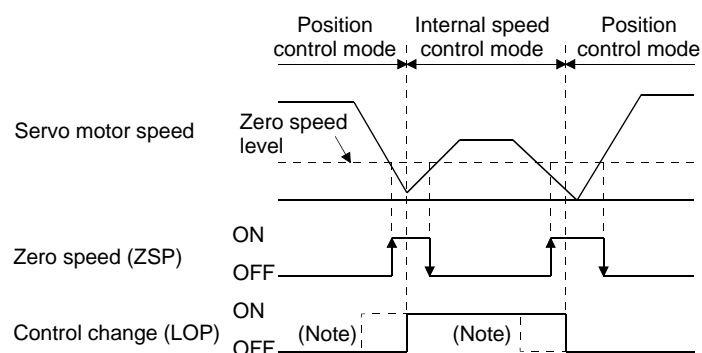 Position
control mode
Internal speed
control mode
Position
control mode
Servo motor speed
Zero speed
level
Zero speed (ZSP)
ON
OFF
Control change (LOP)
ON
OFF
(Note)
(Note)